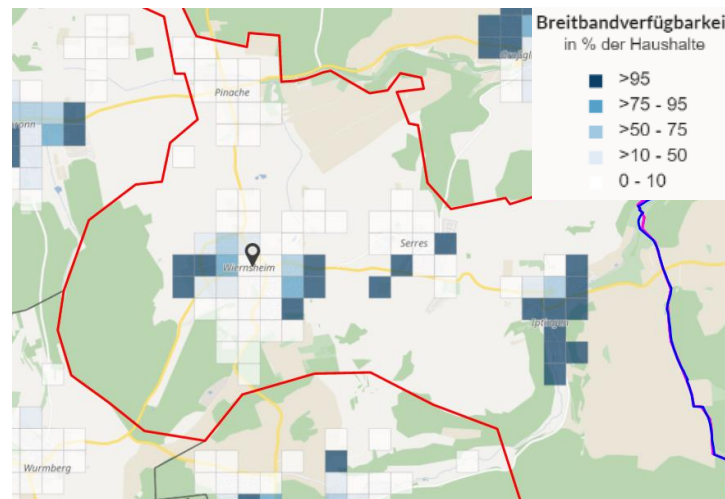 Breitbandverfügbarkei
in % der Haushalte
>95
>75 - 95
>50 - 75
>10 - 50
0 - 10
Pinache
Serres
Wiernsheim
Iptingen
Wurmberg